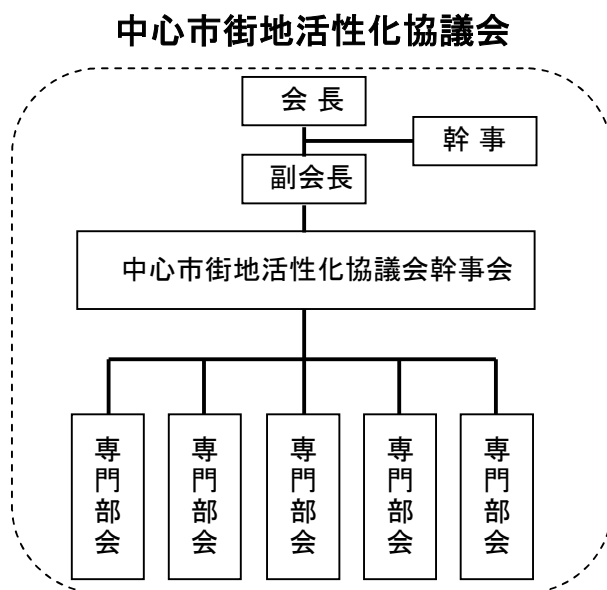 中心市街地活性化協議会
会長
幹事
副会長
中心市街地活性化協議会幹事会
専門部会
専門部会
専門部会
専門部会
専門部会